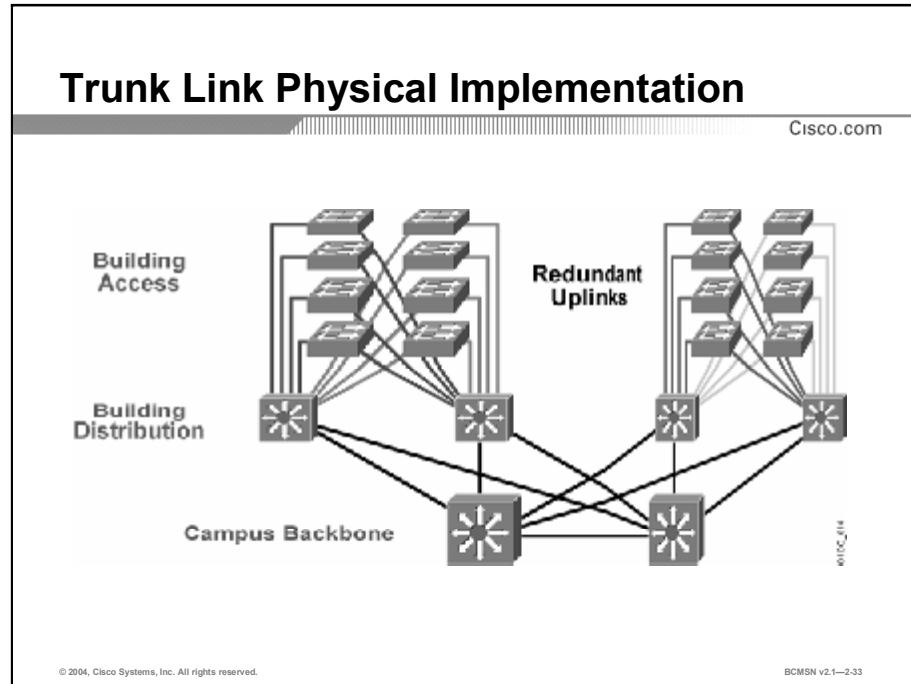 Trunk Link Physical Implementation
Cisco.com
Building
Access
Redundant
Uplinks
Building
Distribution
Campus Backbone
© 2004, Cisco Systems, Inc. All rights reserved.
BCMSN v2.1—2-33